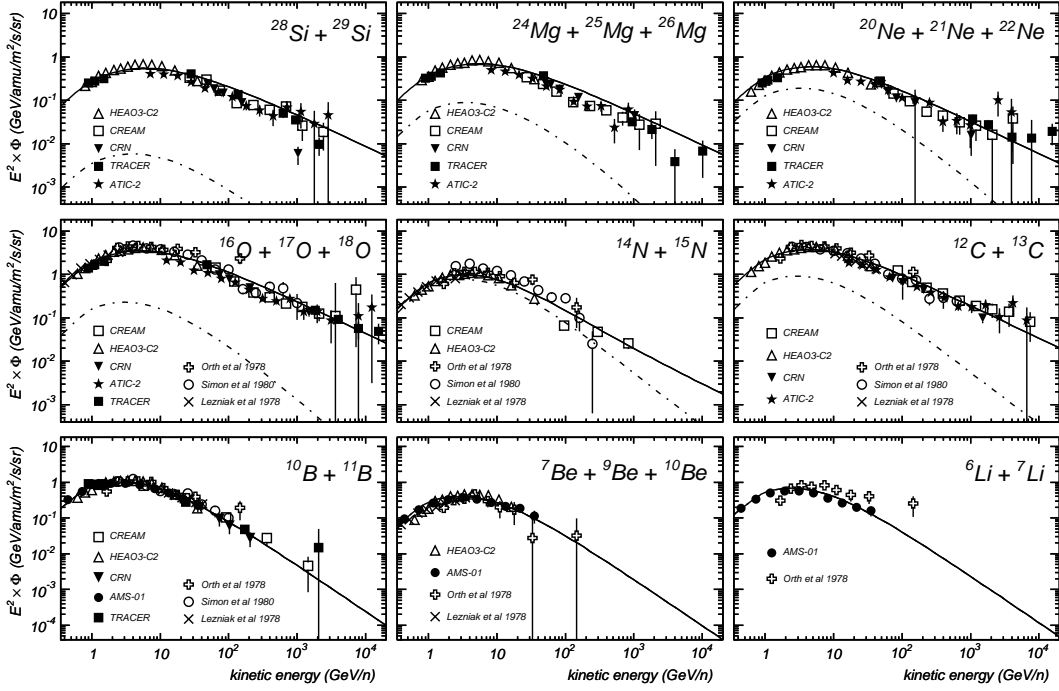 E² × Φ (GeV/amu/m²/s/sr)
1
10⁻¹
10⁻²
10⁻³
²⁸Si + ²⁹Si
HEAO3-C2
CREAM
CRN
TRACER
ATIC-2
²⁴Mg + ²⁵Mg + ²⁶Mg
HEAO3-C2
CREAM
CRN
TRACER
ATIC-2
²⁰Ne + ²¹Ne + ²²Ne
HEAO3-C2
CREAM
CRN
TRACER
ATIC-2
E² × Φ (GeV/amu/m²/s/sr)
10
1
10⁻¹
10⁻²
10⁻³
¹⁶O + ¹⁷O + ¹⁸O
CREAM
HEAO3-C2
CRN
ATIC-2
TRACER
Orth et al 1978
Simon et al 1980
Lezniak et al 1978
¹⁴N + ¹⁵N
CREAM
HEAO3-C2
Orth et al 1978
Simon et al 1980
Lezniak et al 1978
¹²C + ¹³C
CREAM
HEAO3-C2
CRN
ATIC-2
Orth et al 1978
Simon et al 1980
Lezniak et al 1978
E² × Φ (GeV/amu/m²/s/sr)
10
1
10⁻¹
10⁻²
10⁻³
10⁻⁴
¹⁰B + ¹¹B
CREAM
HEAO3-C2
CRN
AMS-01
TRACER
Orth et al 1978
Simon et al 1980
Lezniak et al 1978
⁷Be + ⁹Be + ¹⁰Be
HEAO3-C2
AMS-01
Orth et al 1978
Lezniak et al 1978
⁶Li + ⁷Li
AMS-01
Orth et al 1978
1 10 10² 10³ 10⁴
kinetic energy (GeV/n)
1 10 10² 10³ 10⁴
kinetic energy (GeV/n)
1 10 10² 10³ 10⁴
kinetic energy (GeV/n)